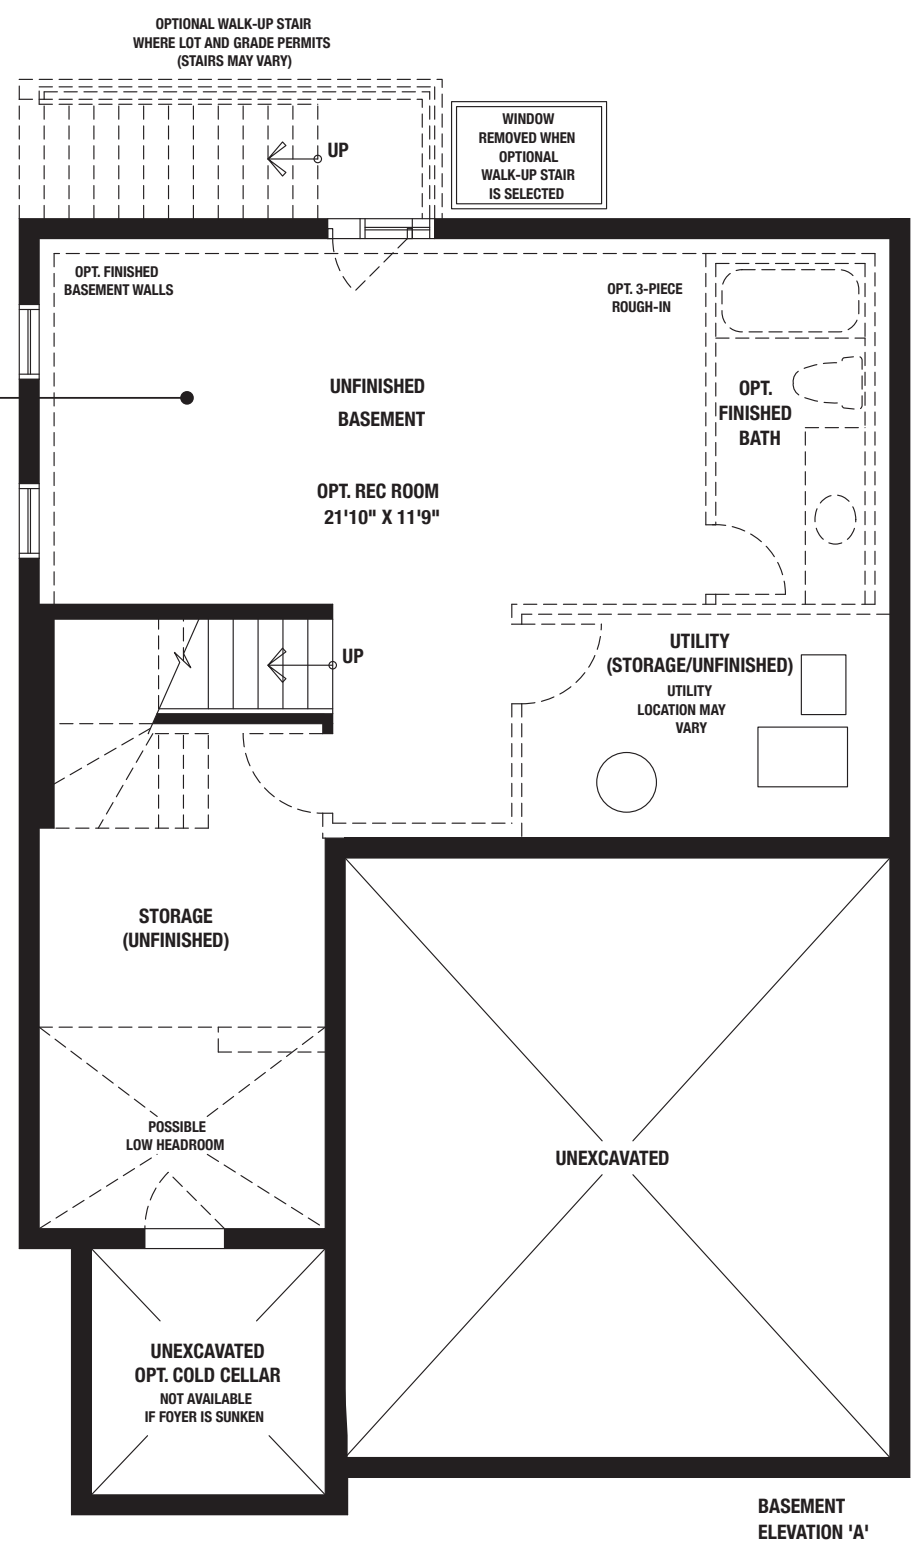 OPTIONAL WALK-UP STAIR
WHERE LOT AND GRADE PERMITS
(STAIRS MAY VARY)
UP
WINDOW
REMOVED WHEN
OPTIONAL
WALK-UP STAIR
IS SELECTED
OPT. FINISHED
BASEMENT WALLS
OPT. 3-PIECE
ROUGH-IN
UNFINISHED
BASEMENT
OPT.
FINISHED
BATH
OPT. REC ROOM
21'10" X 11'9"
UP
UTILITY
(STORAGE/UNFINISHED)
UTILITY
LOCATION MAY
VARY
STORAGE
(UNFINISHED)
POSSIBLE
LOW HEADROOM
UNEXCAVATED
UNEXCAVATED
OPT. COLD CELLAR
NOT AVAILABLE
IF FOYER IS SUNKEN
BASEMENT
ELEVATION 'A'